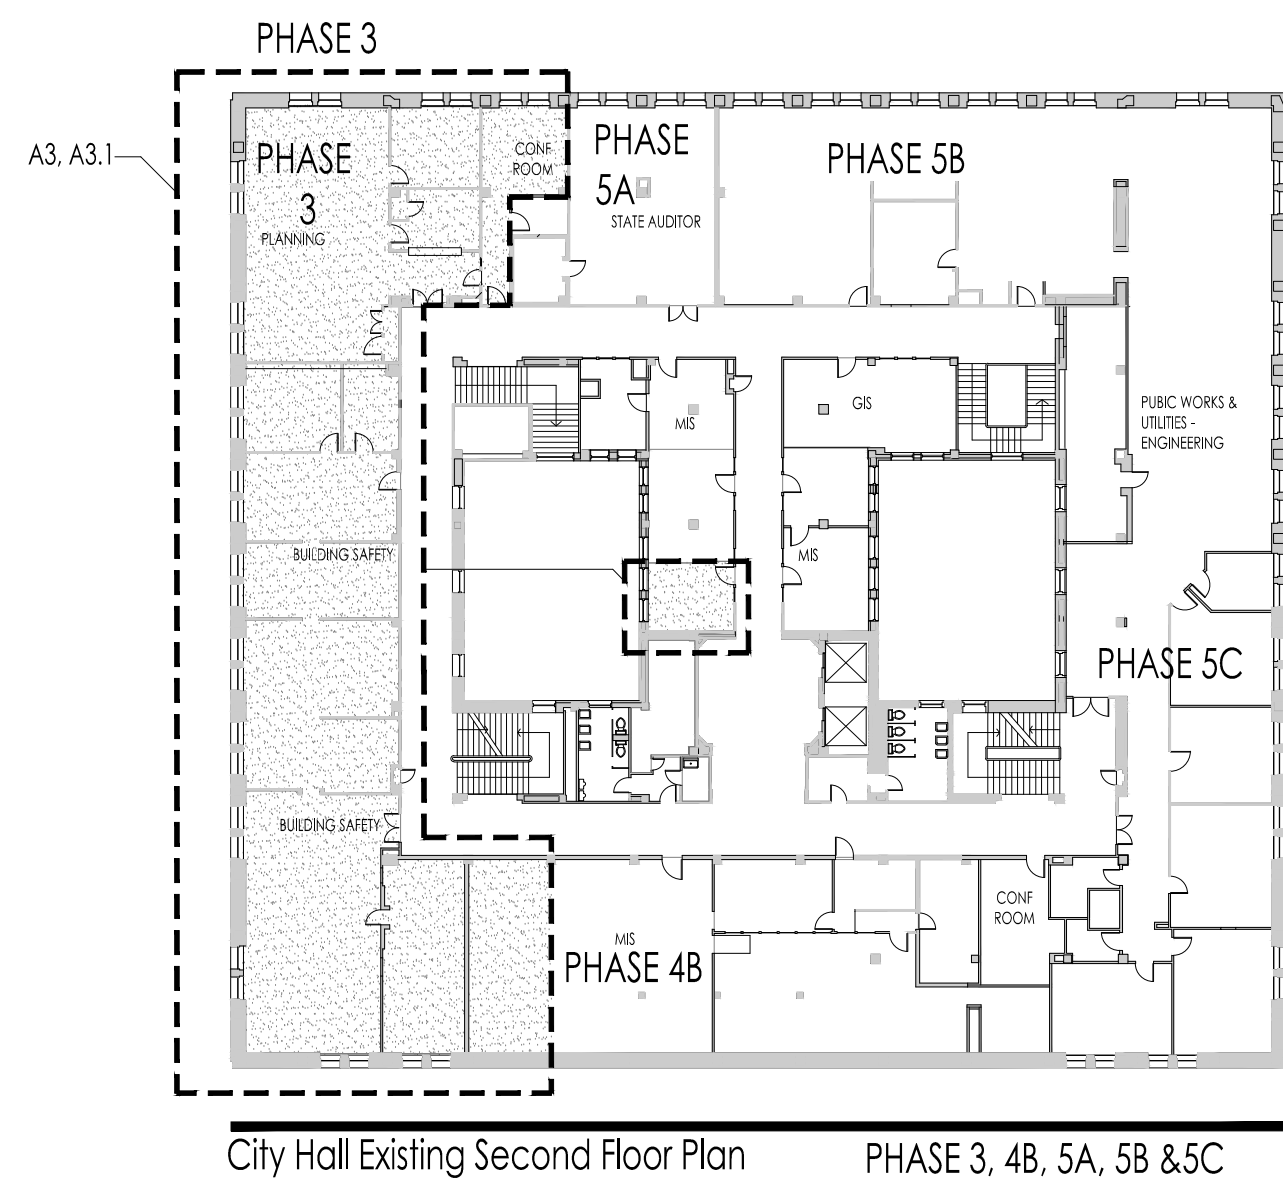 PHASE 3
A3, A3.1
PHASE
3
PLANNING
CONF
ROOM
PHASE
5A
STATE AUDITOR
PHASE 5B
MIS
GIS
PUBIC WORKS &
UTILITIES -
ENGINEERING
BUILDING SAFETY
MIS
PHASE 5C
BUILDING SAFETY
MIS
PHASE 4B
CONF
ROOM
City Hall Existing Second Floor Plan
PHASE 3, 4B, 5A, 5B &5C